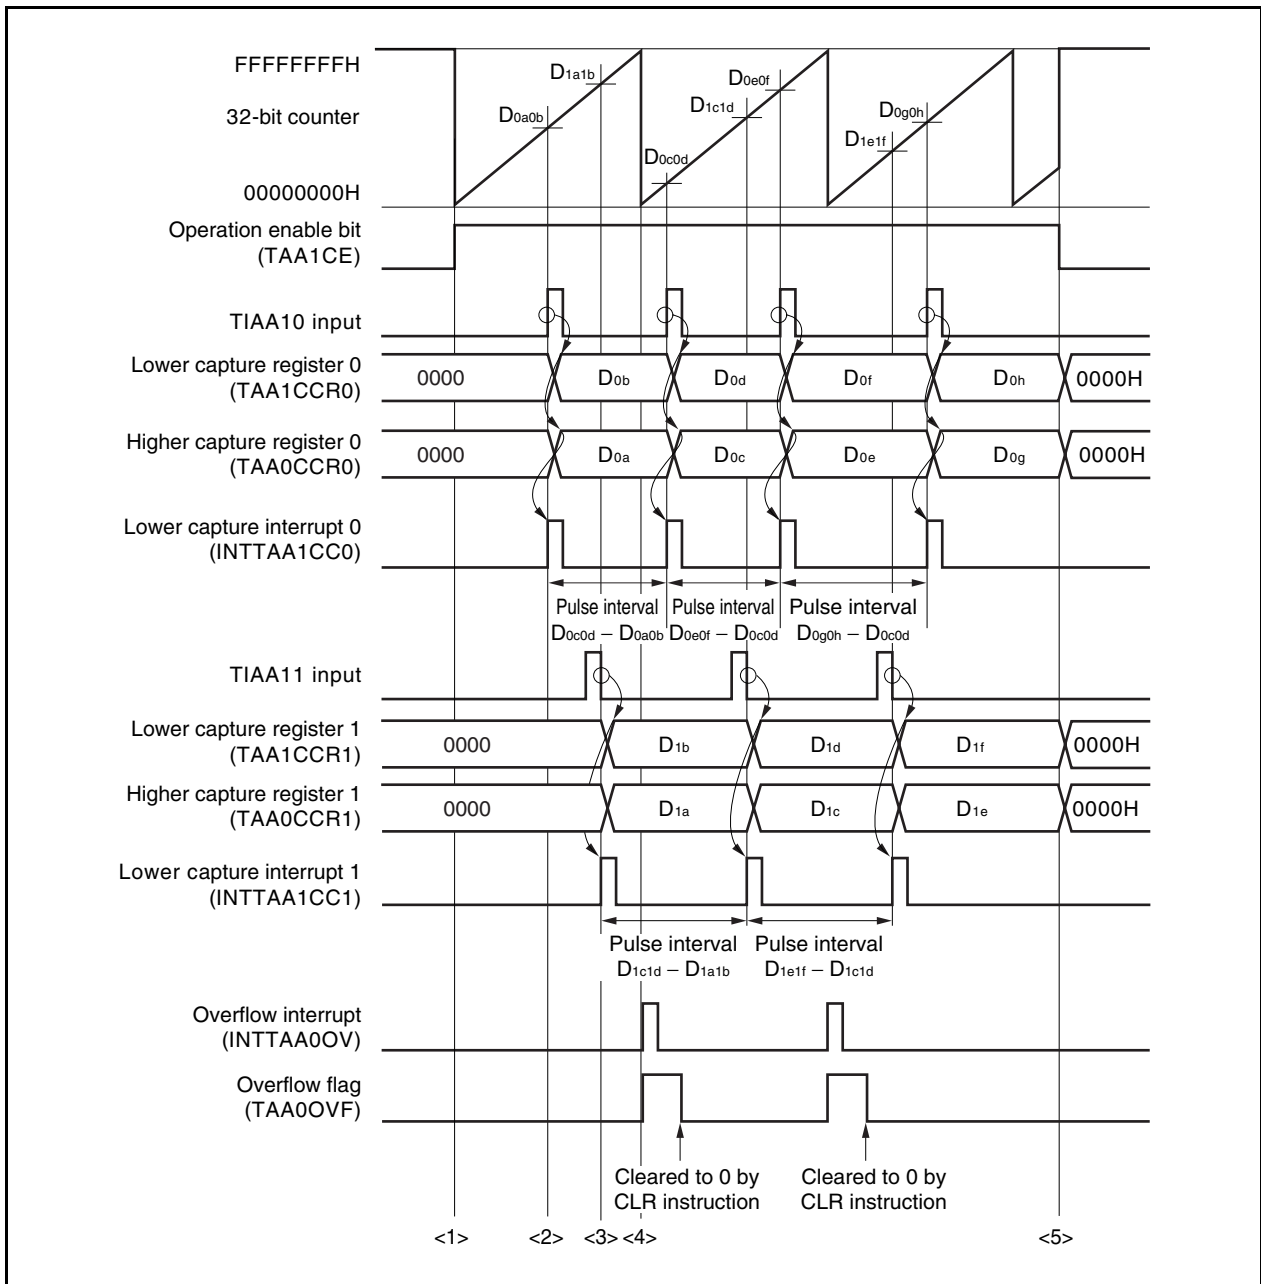 FFFFFFFFH
D1a1b
D0e0f
32-bit counter
D0a0b
D1c1d
D0g0h
D1e1f
D0c0d
00000000H
Operation enable bit
(TAA1CE)
TIAA10 input
Lower capture register 0
(TAA1CCR0)
0000 D0b D0d D0f D0h 0000H
Higher capture register 0
(TAA0CCR0)
0000 D0a D0c D0e D0g 0000H
Lower capture interrupt 0
(INTTAA1CC0)
Pulse interval Pulse interval Pulse interval
D0c0d – D0a0b D0e0f – D0c0d D0g0h – D0c0d
TIAA11 input
Lower capture register 1
(TAA1CCR1)
0000 D1b D1d D1f 0000H
Higher capture register 1
(TAA0CCR1)
0000 D1a D1c D1e 0000H
Lower capture interrupt 1
(INTTAA1CC1)
Pulse interval Pulse interval
D1c1d – D1a1b D1e1f – D1c1d
Overflow interrupt
(INTTAA0OV)
Overflow flag
(TAA0OVF)
Cleared to 0 by
CLR instruction
Cleared to 0 by
CLR instruction
<1> <2> <3> <4> <5>